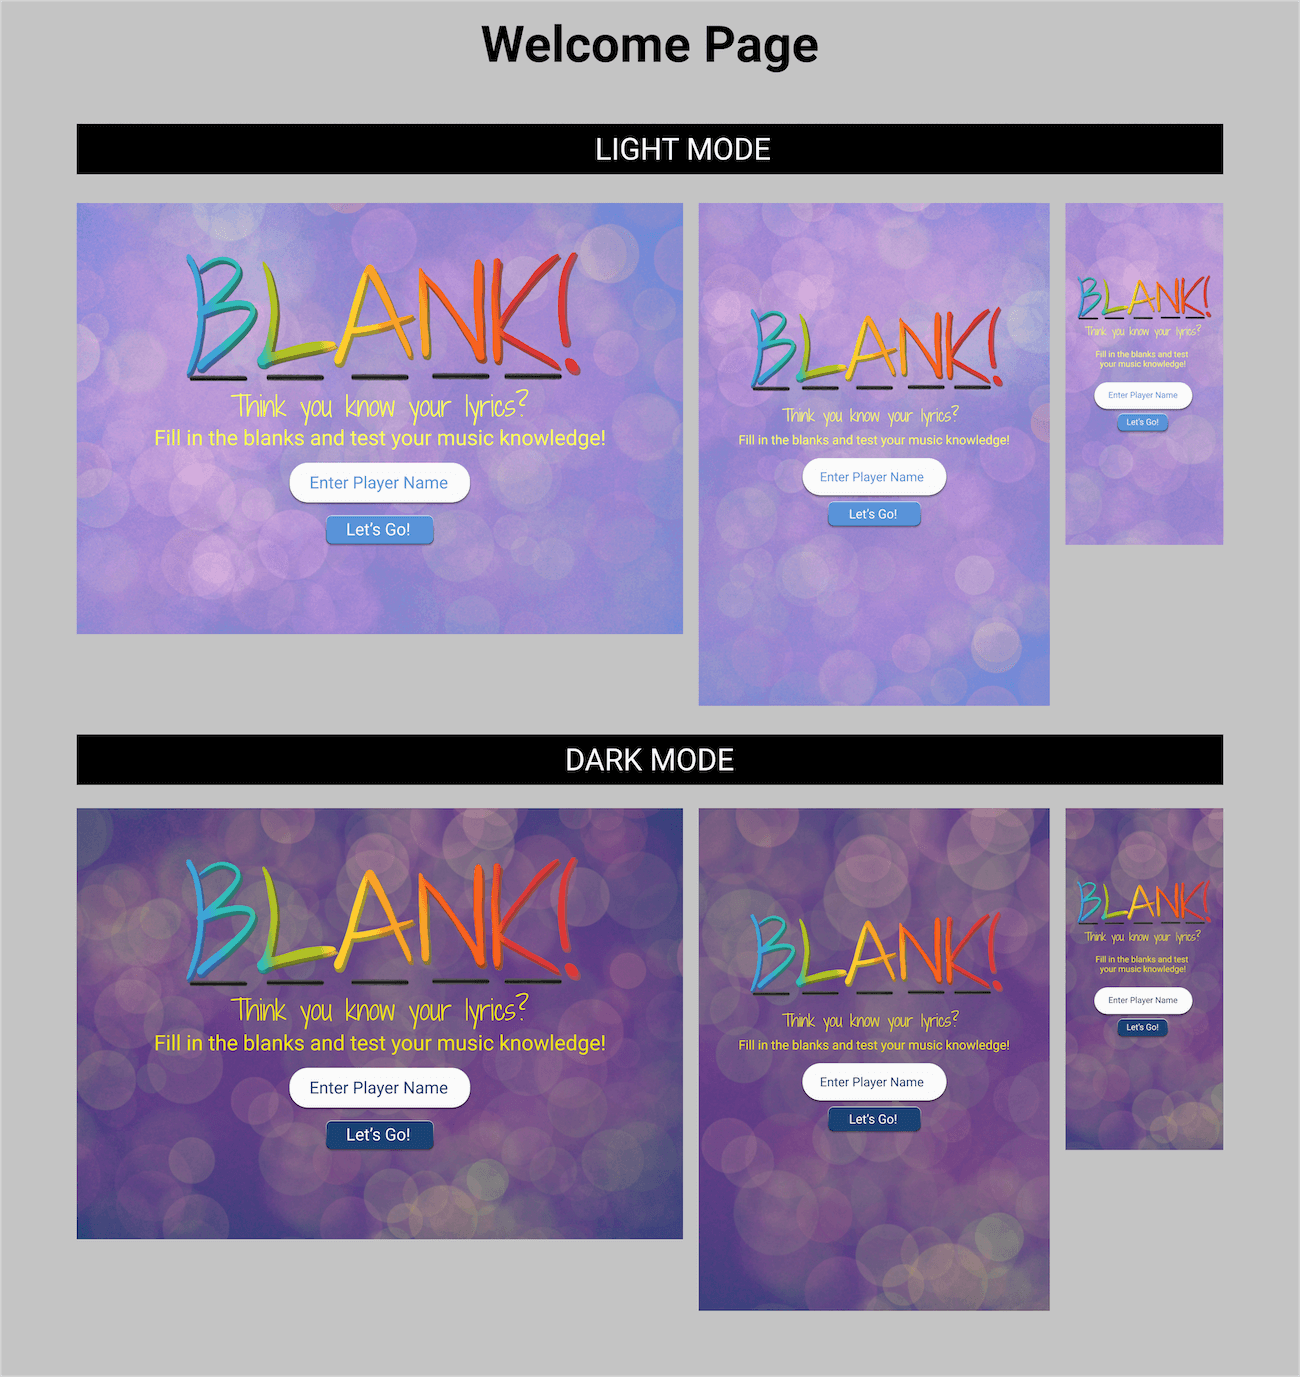 Welcome Page
LIGHT MODE
BLANK!
Think you know your lyrics?
Fill in the blanks and test your music knowledge!
Enter Player Name
Let's Go!
BLANK!
Think you know your lyrics?
Fill in the blanks and test your music knowledge!
Enter Player Name
Let's Go!
BLANK!
Think you know your lyrics?
Fill in the blanks and test
your music knowledge!
Enter Player Name
Let's Go!
DARK MODE
BLANK!
Think you know your lyrics?
Fill in the blanks and test your music knowledge!
Enter Player Name
Let's Go!
BLANK!
Think you know your lyrics?
Fill in the blanks and test your music knowledge!
Enter Player Name
Let's Go!
BLANK!
Think you know your lyrics?
Fill in the blanks and test
your music knowledge!
Enter Player Name
Let's Go!